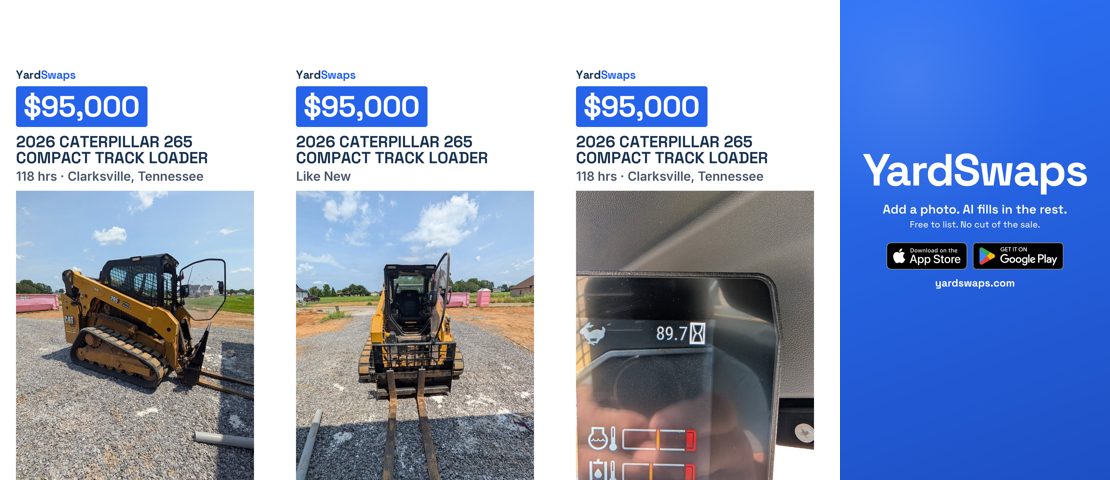 YardSwaps
$95,000
2026 CATERPILLAR 265
COMPACT TRACK LOADER
118 hrs · Clarksville, Tennessee
CAT
YardSwaps
$95,000
2026 CATERPILLAR 265
COMPACT TRACK LOADER
Like New
YardSwaps
$95,000
2026 CATERPILLAR 265
COMPACT TRACK LOADER
118 hrs · Clarksville, Tennessee
89.7
YardSwaps
Add a photo. AI fills in the rest.
Free to list. No cut of the sale.
Download on the
App Store
GET IT ON
Google Play
yardswaps.com